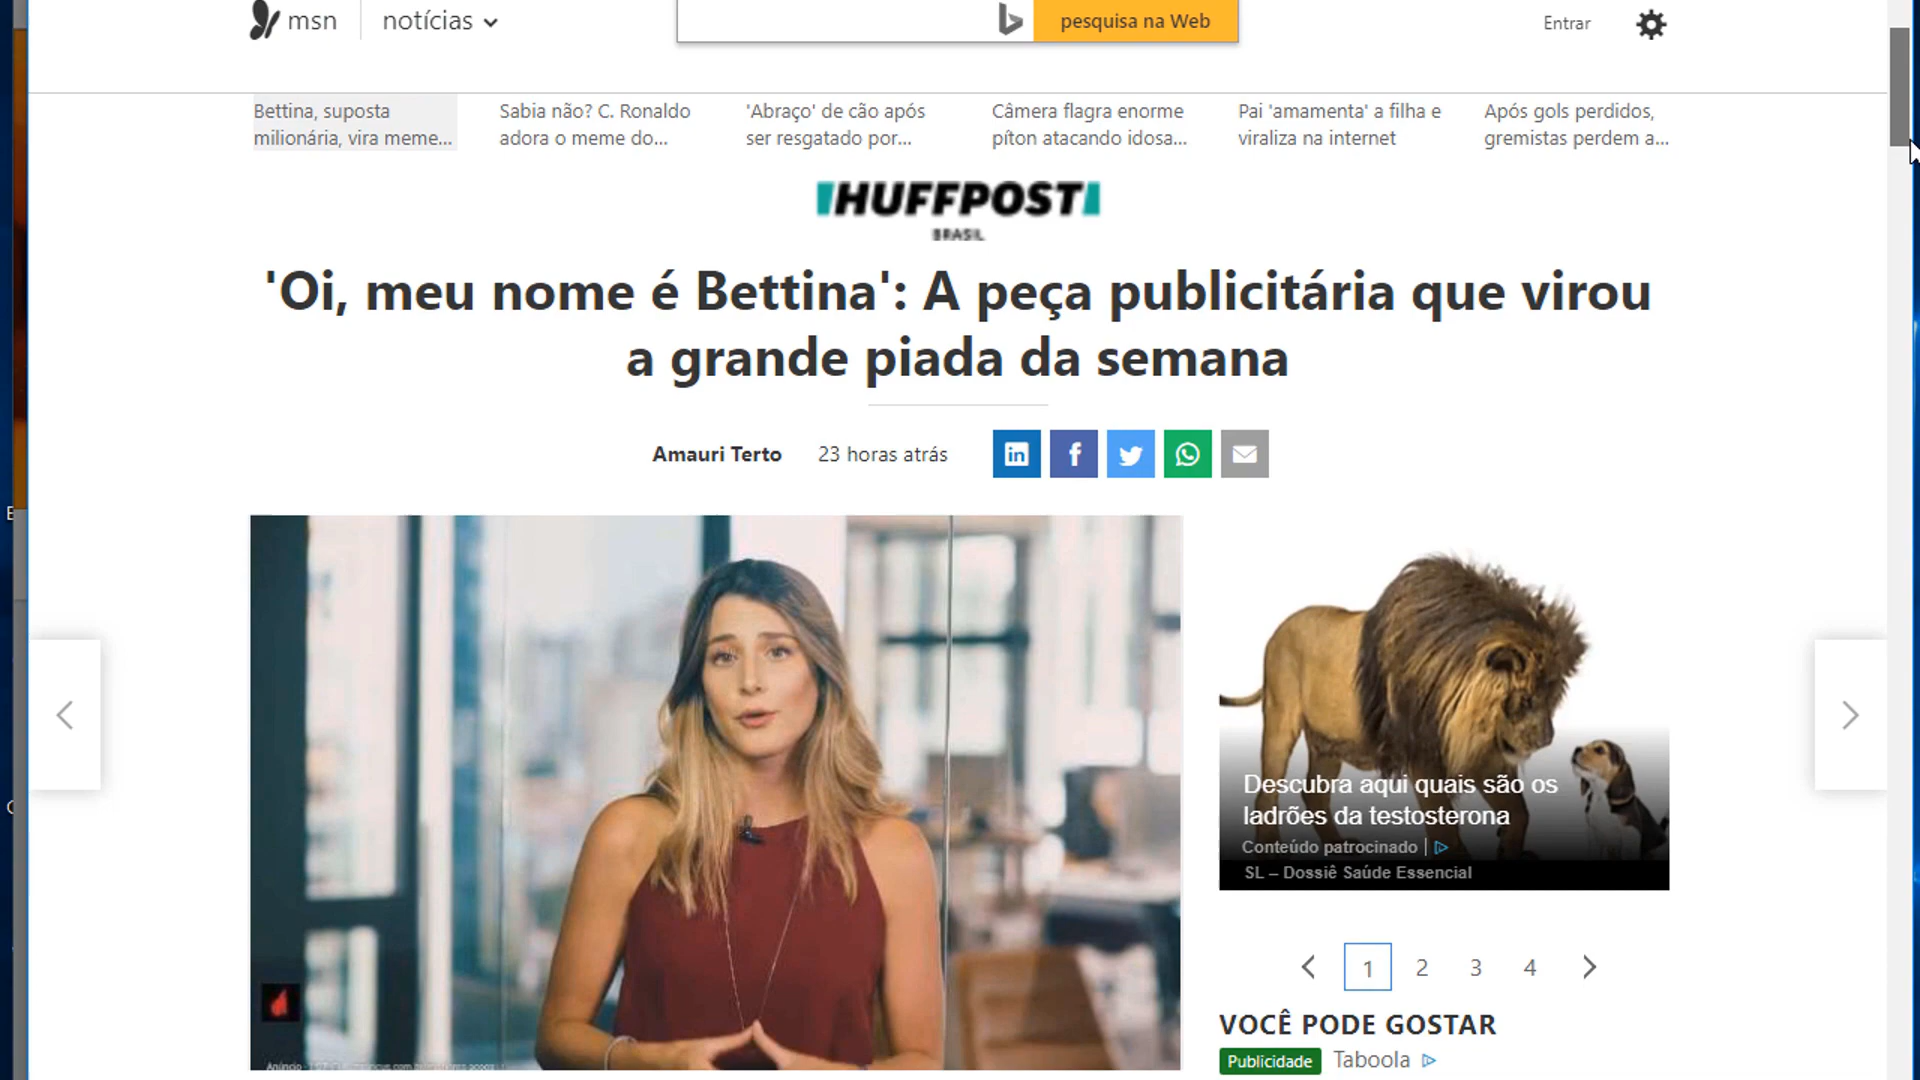 msn
notícias
pesquisa na Web
Entrar
Bettina, suposta
milionária, vira meme...
Sabia não? C. Ronaldo
adora o meme do...
'Abraço' de cão após
ser resgatado por...
Câmera flagra enorme
píton atacando idosa...
Pai 'amamenta' a filha e
viraliza na internet
Após gols perdidos,
gremistas perdem a...
HUFFPOST
BRASIL
'Oi, meu nome é Bettina': A peça publicitária que virou
a grande piada da semana
Amauri Terto
23 horas atrás
Descubra aqui quais são os
ladrões da testosterona
Conteúdo patrocinado |
SL – Dossiê Saúde Essencial
1 2 3 4
VOCÊ PODE GOSTAR
Publicidade Taboola